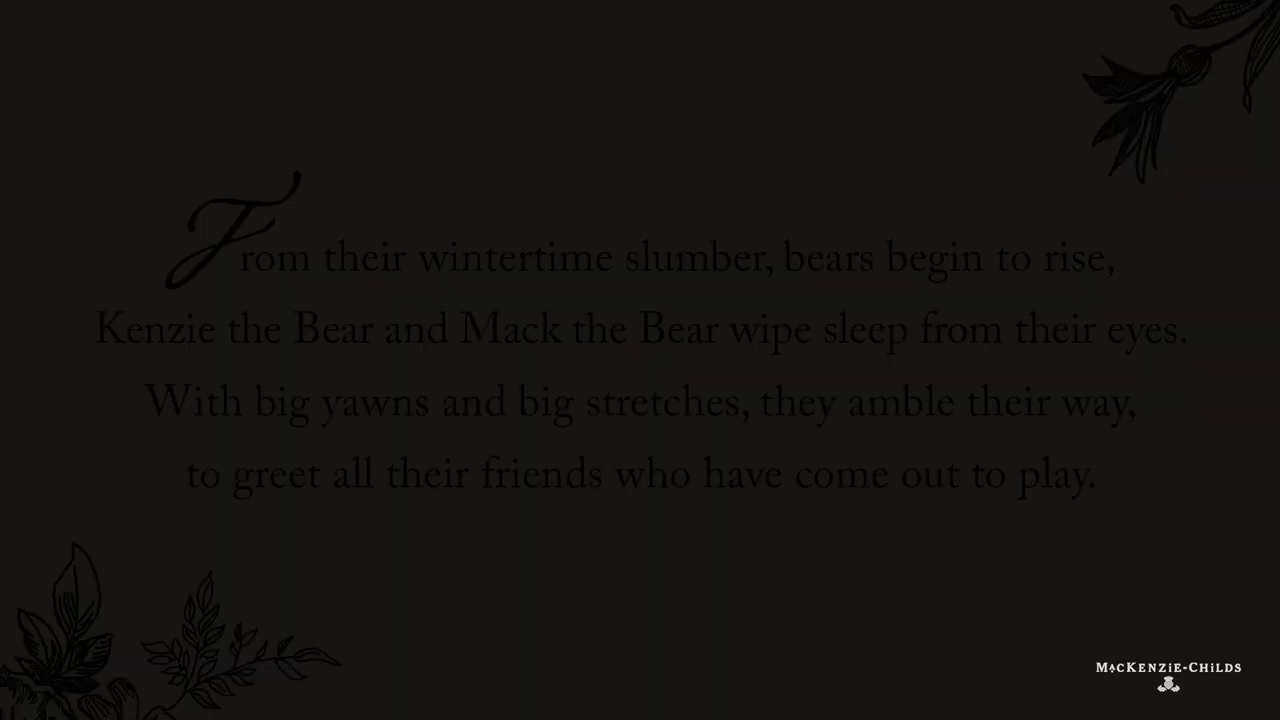 From their wintertime slumber, bears begin to rise,
Kenzie the Bear and Mack the Bear wipe sleep from their eyes.
With big yawns and big stretches, they amble their way,
to greet all their friends who have come out to play.
MACKENZIE-CHILDS